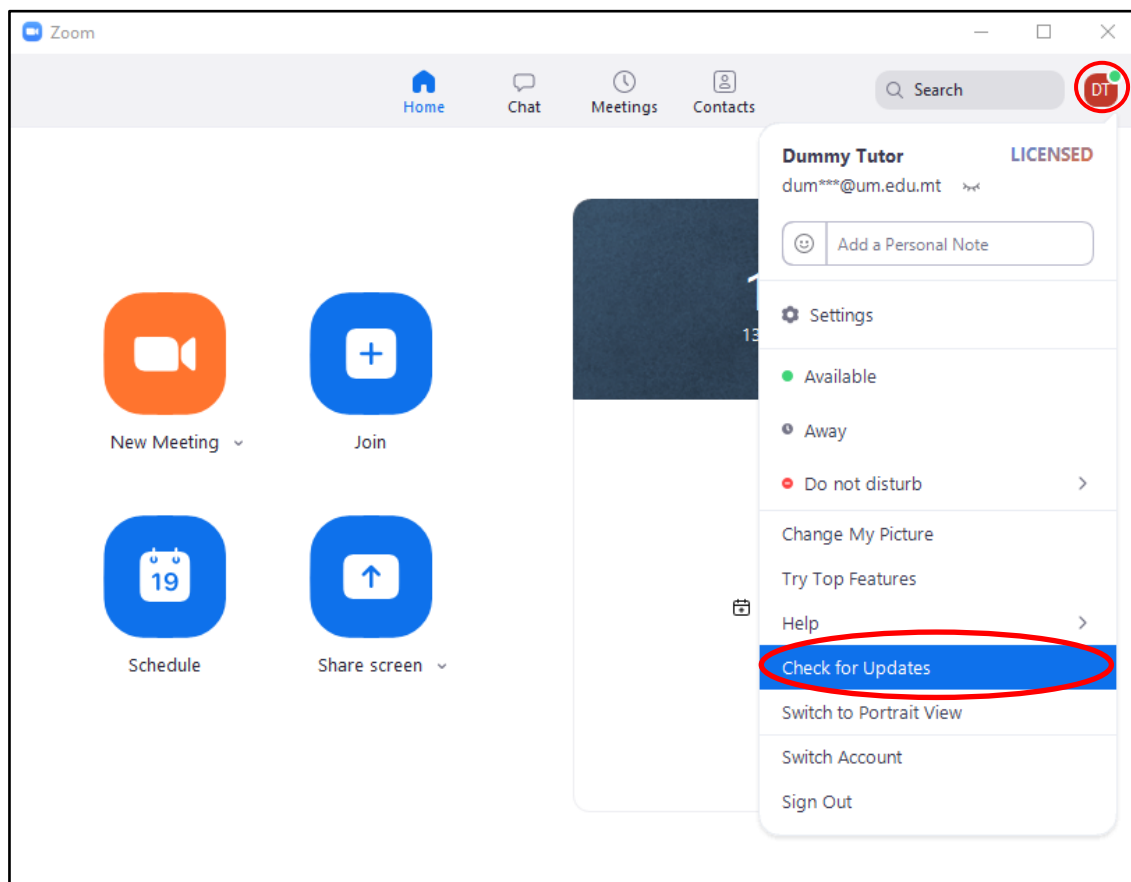 Zoom
Home
Chat
Meetings
Contacts
Search
DT
Dummy Tutor
LICENSED
dum***@um.edu.mt
Add a Personal Note
13
Settings
Available
Away
New Meeting
Join
Do not disturb
Change My Picture
Try Top Features
19
Help
Schedule
Share screen
Check for Updates
Switch to Portrait View
Switch Account
Sign Out